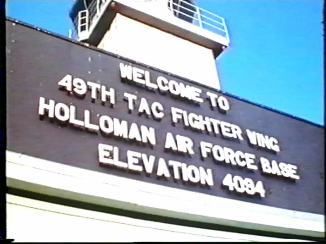 WELCOME TO
49TH TAC FIGHTER WING
HOLLOMAN AIR FORCE BASE
ELEVATION 4094